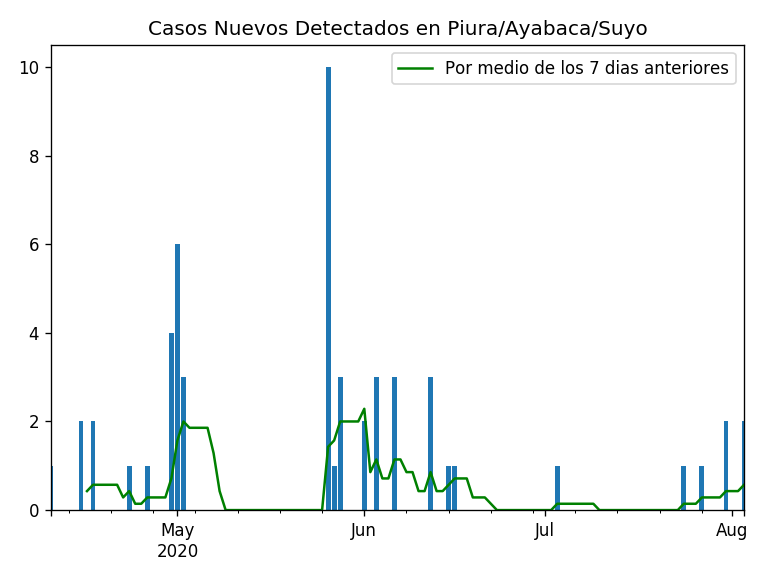 Casos Nuevos Detectados en Piura/Ayabaca/Suyo
Por medio de los 7 dias anteriores
10
8
6
4
2
0
May Jun Jul Aug
2020